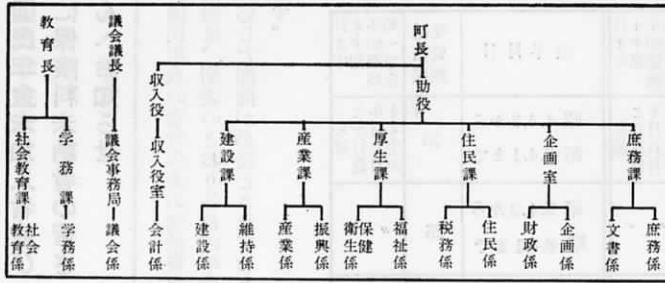 町長
助役
庶務課
庶務係
文書係
企画室
企画係
財政係
住民課
住民係
税務係
厚生課
福祉係
保健衛生係
産業課
振興係
産業係
建設課
維持係
建設係
収入役
収入役室
会計係
議会議長
議会事務局
議会係
教育長
学務課
学務係
社会教育課
社会教育係